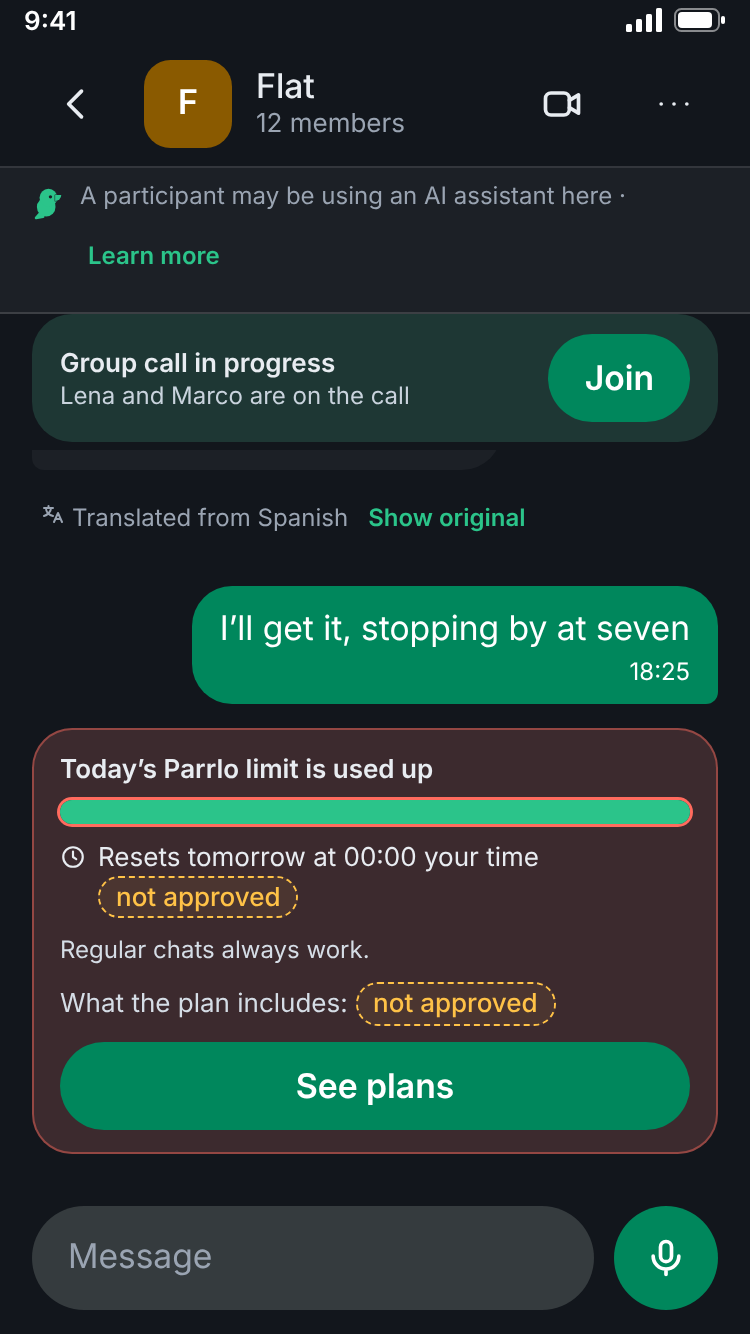 9:41
F
Flat
12 members
A participant may be using an AI assistant here ·
Learn more
Group call in progress
Lena and Marco are on the call
Join
Translated from Spanish Show original
I’ll get it, stopping by at seven
18:25
Today’s Parrlo limit is used up
Resets tomorrow at 00:00 your time
not approved
Regular chats always work.
What the plan includes: not approved
See plans
Message